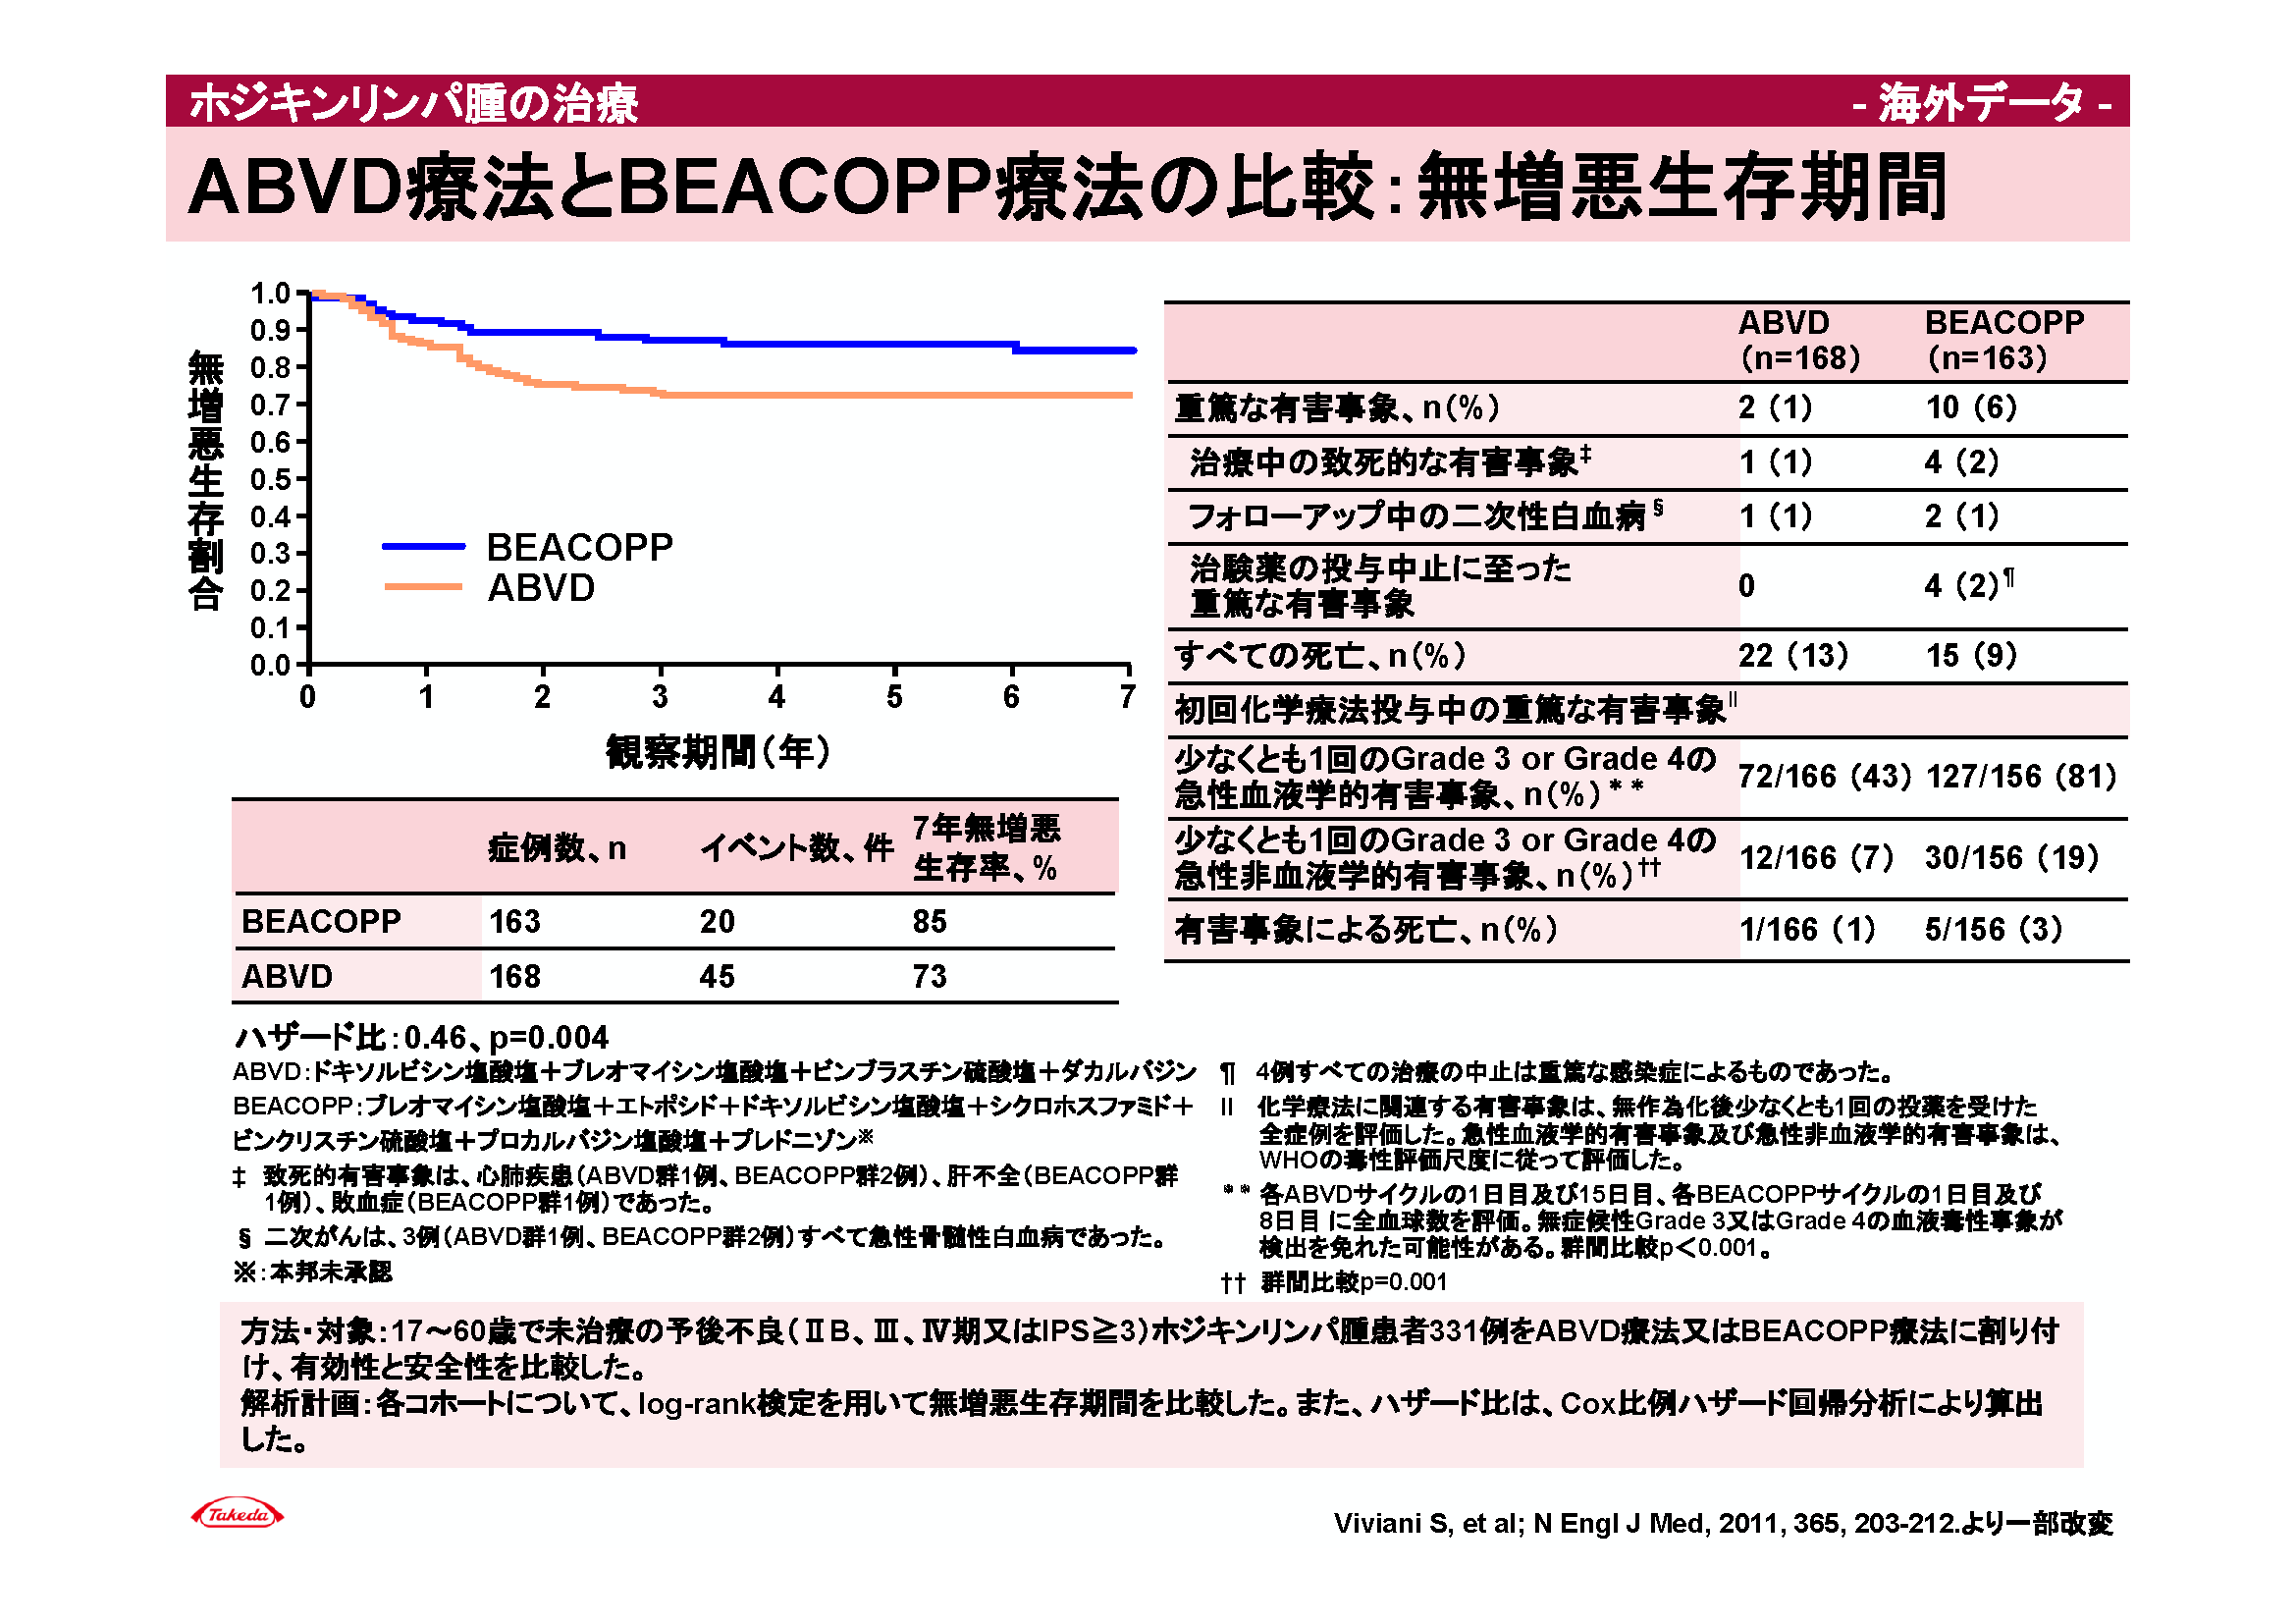 ホジキンリンパ腫の治療
- 海外データ -
ABVD療法とBEACOPP療法の比較：無増悪生存期間
無増悪生存割合
1.0
0.9
0.8
0.7
0.6
0.5
0.4
0.3
0.2
0.1
0.0
BEACOPP
ABVD
0 1 2 3 4 5 6 7
観察期間（年）
症例数、n イベント数、件 7年無増悪
生存率、%
BEACOPP 163 20 85
ABVD 168 45 73
ハザード比：0.46、p=0.004
ABVD BEACOPP
（n=168） （n=163）
重篤な有害事象、n（%） 2（1） 10（6）
治療中の致死的な有害事象‡ 1（1） 4（2）
フォローアップ中の二次性白血病§ 1（1） 2（1）
治験薬の投与中止に至った
重篤な有害事象 0 4（2）¶
すべての死亡、n（%） 22（13） 15（9）
初回化学療法投与中の重篤な有害事象||
少なくとも1回のGrade 3 or Grade 4の
急性血液学的有害事象、n（%）＊＊ 72/166（43） 127/156（81）
少なくとも1回のGrade 3 or Grade 4の
急性非血液学的有害事象、n（%）†† 12/166（7） 30/156（19）
有害事象による死亡、n（%） 1/166（1） 5/156（3）
ABVD：ドキソルビシン塩酸塩＋ブレオマイシン塩酸塩＋ビンブラスチン硫酸塩＋ダカルバジン
BEACOPP：ブレオマイシン塩酸塩＋エトポシド＋ドキソルビシン塩酸塩＋シクロホスファミド＋
ビンクリスチン硫酸塩＋プロカルバジン塩酸塩＋プレドニゾン※
‡ 致死的有害事象は、心肺疾患（ABVD群1例、BEACOPP群2例）、肝不全（BEACOPP群
1例）、敗血症（BEACOPP群1例）であった。
§ 二次がんは、3例（ABVD群1例、BEACOPP群2例）すべて急性骨髄性白血病であった。
※：本邦未承認
¶ 4例すべての治療の中止は重篤な感染症によるものであった。
|| 化学療法に関連する有害事象は、無作為化後少なくとも1回の投薬を受けた
全症例を評価した。急性血液学的有害事象及び急性非血液学的有害事象は、
WHOの毒性評価尺度に従って評価した。
＊＊ 各ABVDサイクルの1日目及び15日目、各BEACOPPサイクルの1日目及び
8日目 に全血球数を評価。無症候性Grade 3又はGrade 4の血液毒性事象が
検出を免れた可能性がある。群間比較p＜0.001。
†† 群間比較p=0.001
方法・対象：17～60歳で未治療の予後不良（ⅡB、Ⅲ、Ⅳ期又はIPS≧3）ホジキンリンパ腫患者331例をABVD療法又はBEACOPP療法に割り付
け、有効性と安全性を比較した。
解析計画：各コホートについて、log-rank検定を用いて無増悪生存期間を比較した。また、ハザード比は、Cox比例ハザード回帰分析により算出
した。
Takeda
Viviani S, et al; N Engl J Med, 2011, 365, 203-212.より一部改変